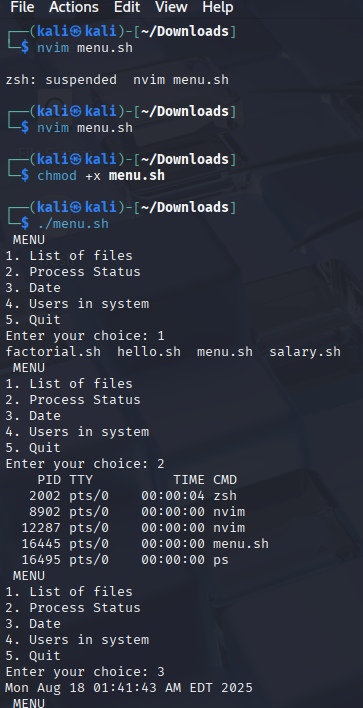 File Actions Edit View Help
┌──(kali㉿kali)-[~/Downloads]
└─$ nvim menu.sh
zsh: suspended  nvim menu.sh
┌──(kali㉿kali)-[~/Downloads]
└─$ nvim menu.sh
┌──(kali㉿kali)-[~/Downloads]
└─$ chmod +x menu.sh
┌──(kali㉿kali)-[~/Downloads]
└─$ ./menu.sh
 MENU
1. List of files
2. Process Status
3. Date
4. Users in system
5. Quit
Enter your choice: 1
factorial.sh  hello.sh  menu.sh  salary.sh
 MENU
1. List of files
2. Process Status
3. Date
4. Users in system
5. Quit
Enter your choice: 2
    PID TTY          TIME CMD
   2002 pts/0    00:00:04 zsh
   8902 pts/0    00:00:00 nvim
  12287 pts/0    00:00:00 nvim
  16445 pts/0    00:00:00 menu.sh
  16495 pts/0    00:00:00 ps
 MENU
1. List of files
2. Process Status
3. Date
4. Users in system
5. Quit
Enter your choice: 3
Mon Aug 18 01:41:43 AM EDT 2025
 MENU